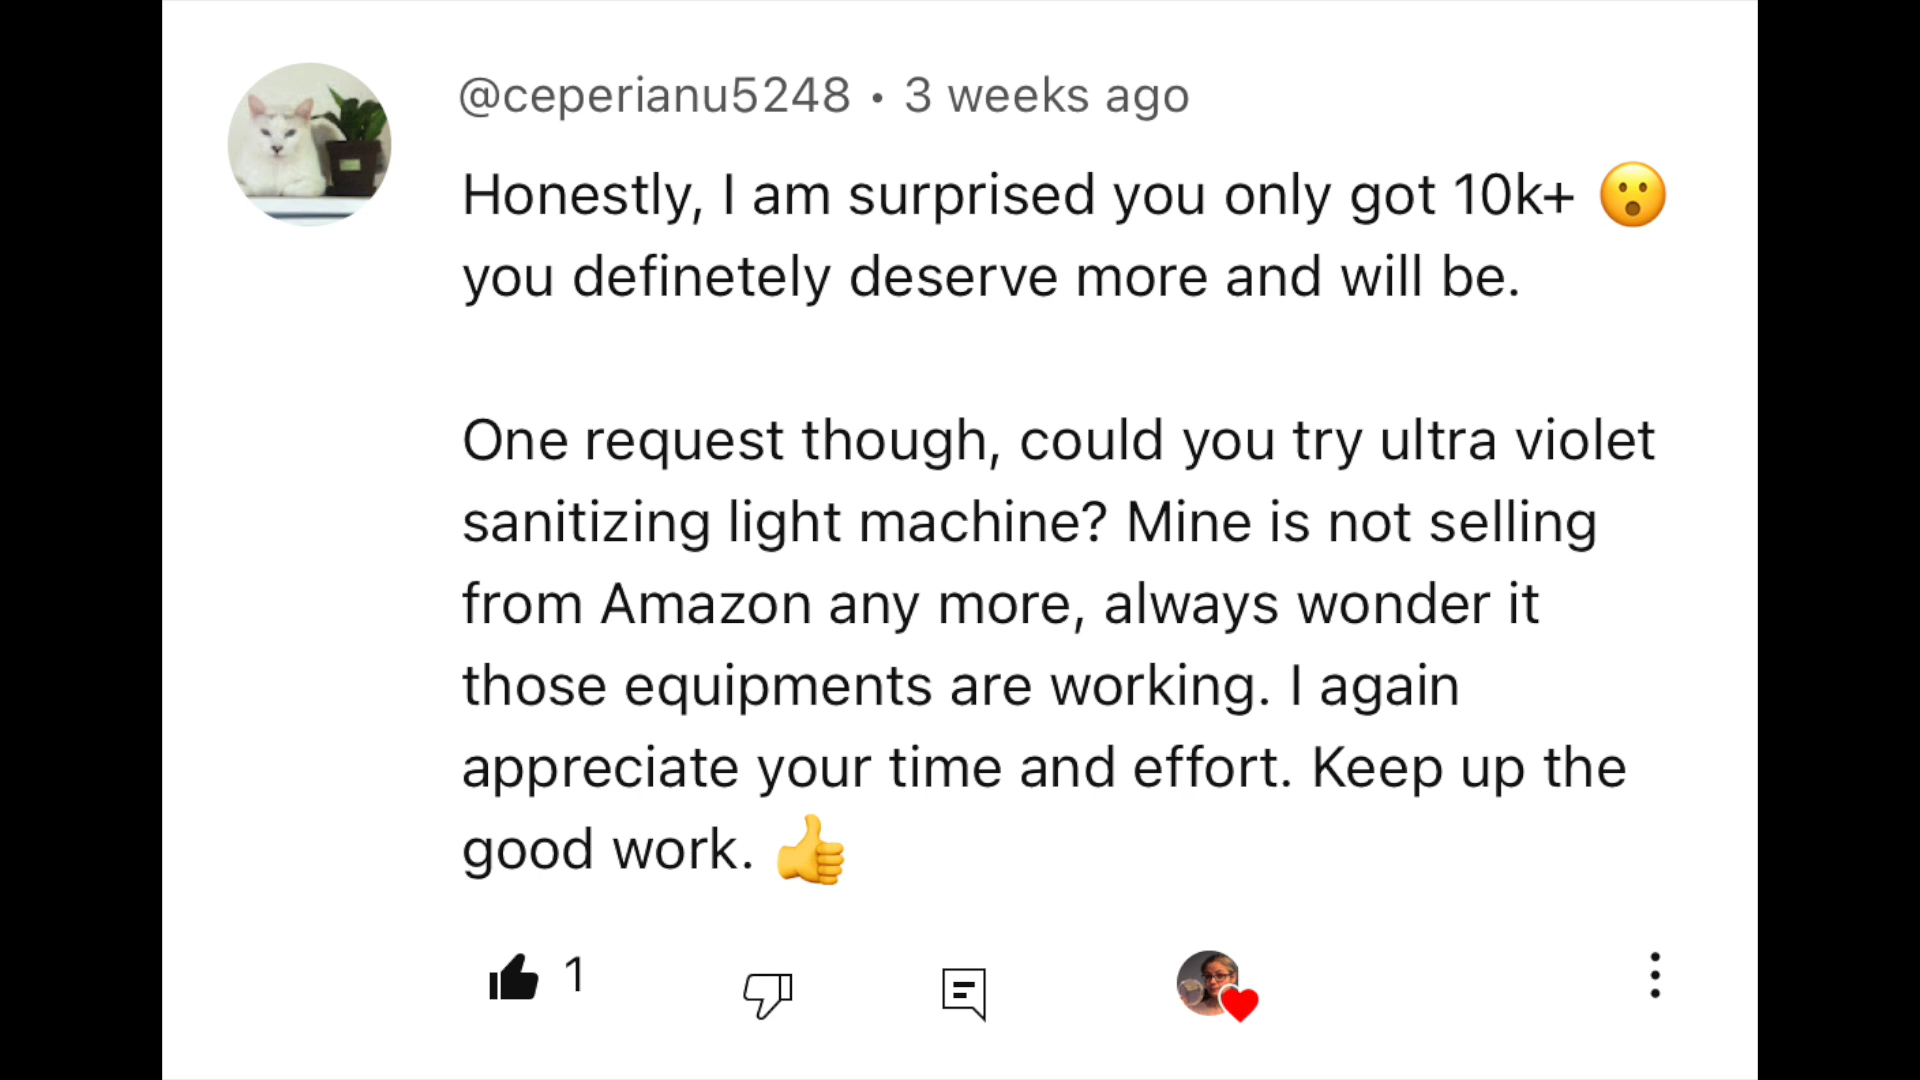 @ceperianu5248 • 3 weeks ago
Honestly, I am surprised you only got 10k+ 😮
you definetely deserve more and will be.
One request though, could you try ultra violet
sanitizing light machine? Mine is not selling
from Amazon any more, always wonder it
those equipments are working. I again
appreciate your time and effort. Keep up the
good work. 👍
1